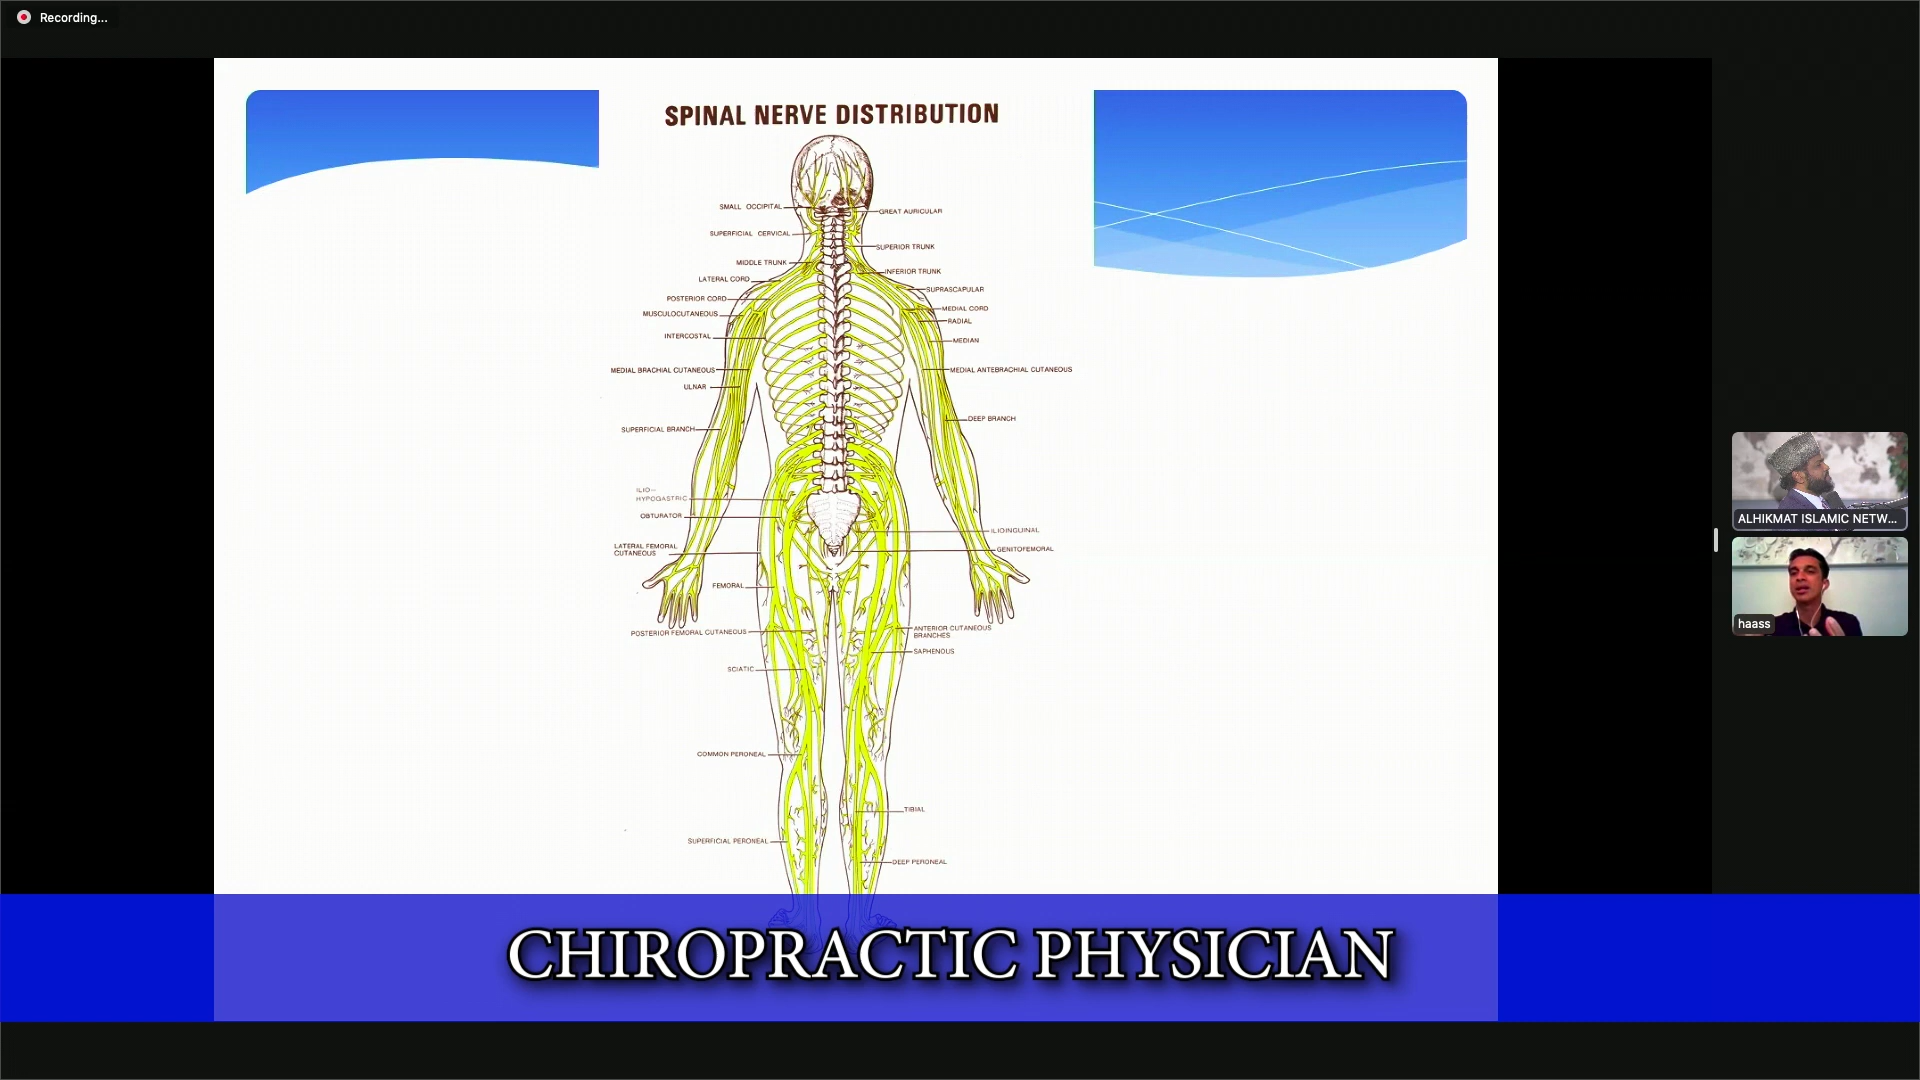 Recording...
SPINAL NERVE DISTRIBUTION
SMALL OCCIPITAL
GREAT AURICULAR
SUPERFICIAL CERVICAL
SUPERIOR TRUNK
MIDDLE TRUNK
INFERIOR TRUNK
LATERAL CORD
SUPRASCAPULAR
POSTERIOR CORD
MEDIAL CORD
MUSCULOCUTANEOUS
RADIAL
INTERCOSTAL
MEDIAN
MEDIAL BRACHIAL CUTANEOUS
MEDIAL ANTEBRACHIAL CUTANEOUS
ULNAR
DEEP BRANCH
SUPERFICIAL BRANCH
ILIO-
HYPOGASTRIC
OBTURATOR
ILIOINGUINAL
LATERAL FEMORAL
CUTANEOUS
GENITOFEMORAL
FEMORAL
POSTERIOR FEMORAL CUTANEOUS
ANTERIOR CUTANEOUS
BRANCHES
SAPHENOUS
SCIATIC
COMMON PERONEAL
TIBIAL
SUPERFICIAL PERONEAL
DEEP PERONEAL
ALHIKMAT ISLAMIC NETW...
haass
CHIROPRACTIC PHYSICIAN